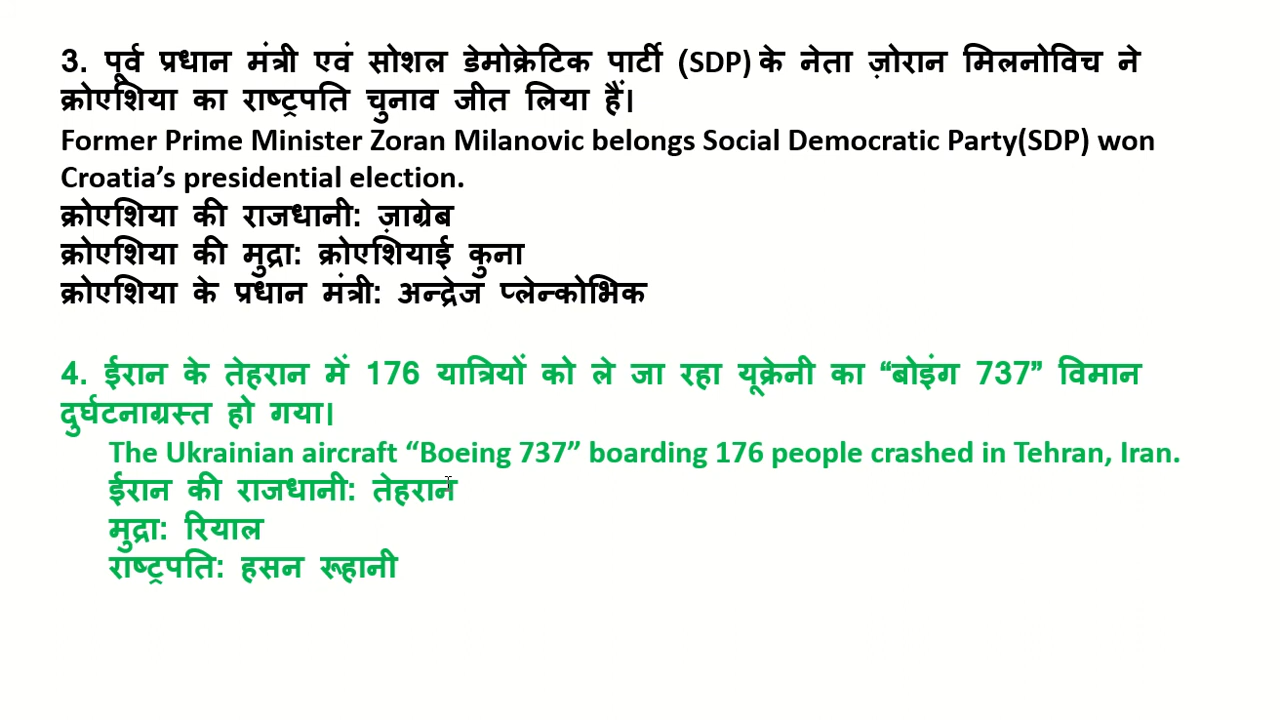 3. पूर्व प्रधान मंत्री एवं सोशल डेमोक्रेटिक पार्टी (SDP) के नेता ज़ोरान मिलनोविच ने
क्रोएशिया का राष्ट्रपति चुनाव जीत लिया हैं।
Former Prime Minister Zoran Milanovic belongs Social Democratic Party(SDP) won
Croatia’s presidential election.
क्रोएशिया की राजधानी: ज़ाग्रेब
क्रोएशिया की मुद्रा: क्रोएशियाई कुना
क्रोएशिया के प्रधान मंत्री: अन्द्रेज प्लेन्कोभिक
4. ईरान के तेहरान में 176 यात्रियों को ले जा रहा यूक्रेनी का “बोइंग 737” विमान
दुर्घटनाग्रस्त हो गया।
The Ukrainian aircraft “Boeing 737” boarding 176 people crashed in Tehran, Iran.
ईरान की राजधानी: तेहरान
मुद्रा: रियाल
राष्ट्रपति: हसन रूहानी